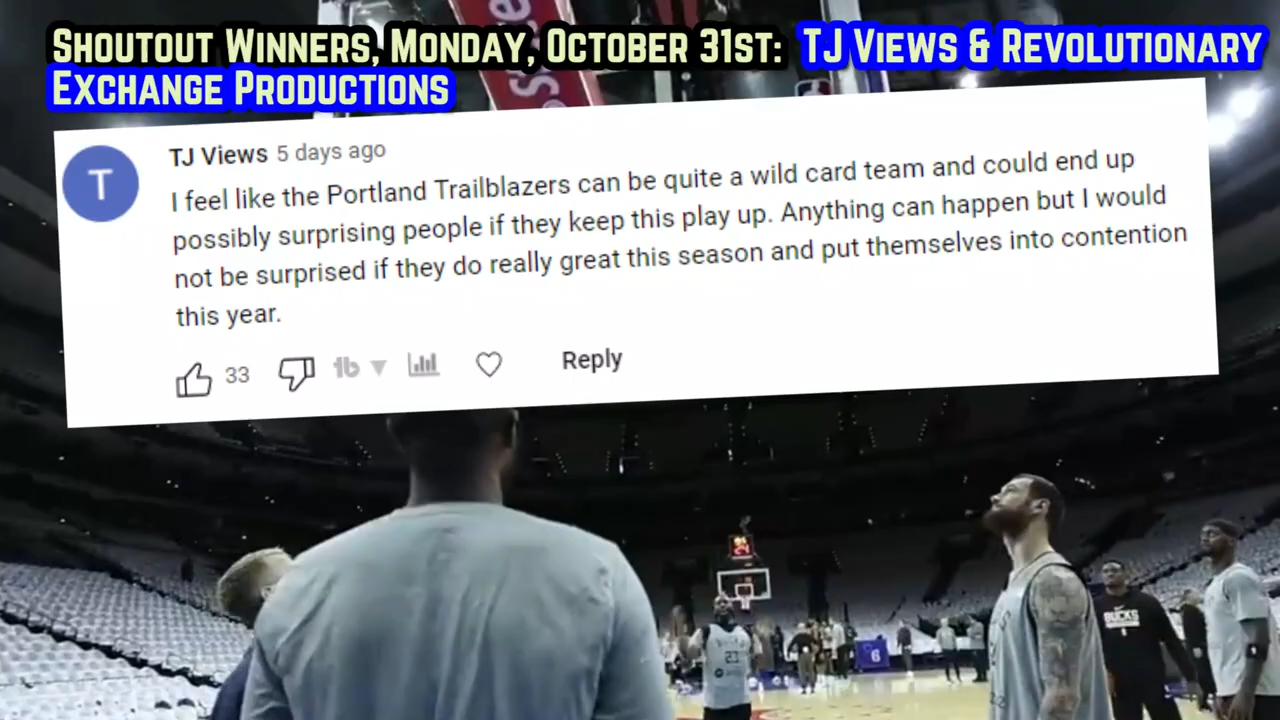 Shoutout Winners, Monday, October 31st: TJ Views & Revolutionary
Exchange Productions
T
TJ Views 5 days ago
I feel like the Portland Trailblazers can be quite a wild card team and could end up
possibly surprising people if they keep this play up. Anything can happen but I would
not be surprised if they do really great this season and put themselves into contention
this year.
33
Reply
BUCKS
23
6